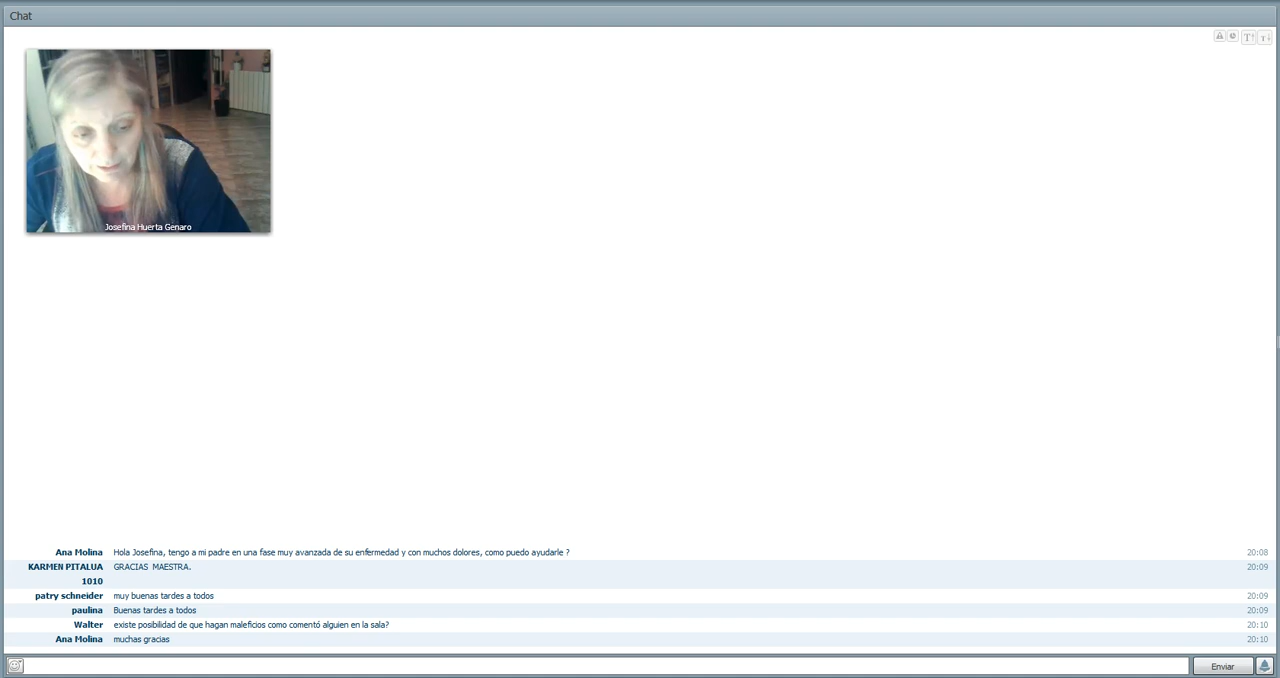 Chat
Josefina Huerta Genaro
Ana Molina Hola Josefina, tengo a mi padre en una fase muy avanzada de su enfermedad y con muchos dolores, como puedo ayudarle ? 20:08
KARMEN PITALUA GRACIAS MAESTRA. 20:09
1010
patry schneider muy buenas tardes a todos 20:09
paulina Buenas tardes a todos 20:09
Walter existe posibilidad de que hagan maleficios como comentó alguien en la sala? 20:10
Ana Molina muchas gracias 20:10
Enviar